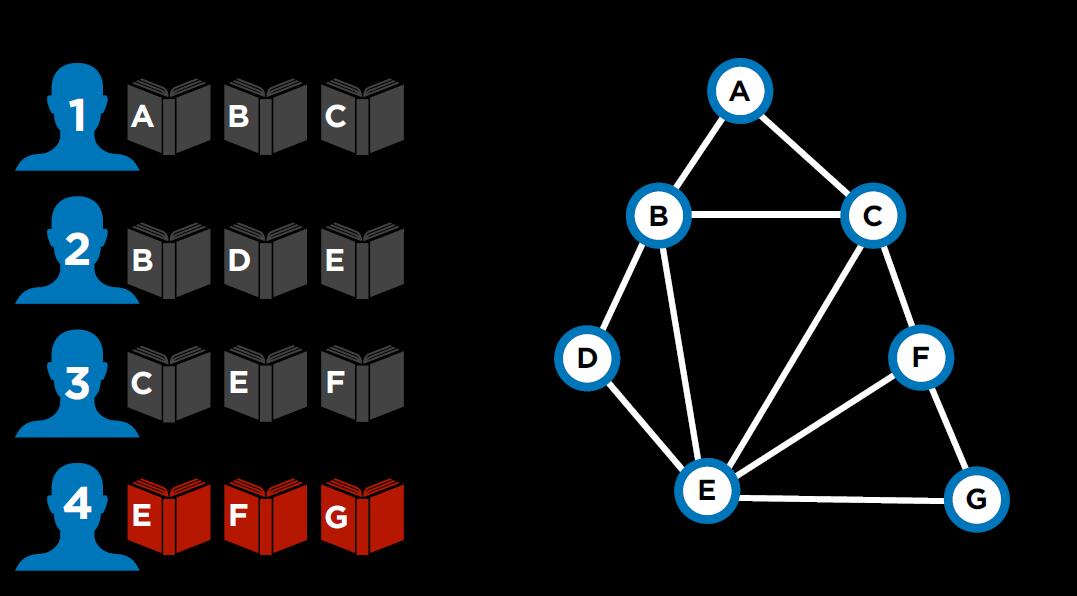 1 A B C
2 B D E
3 C E F
4 E F G
A
B C
D F
E G